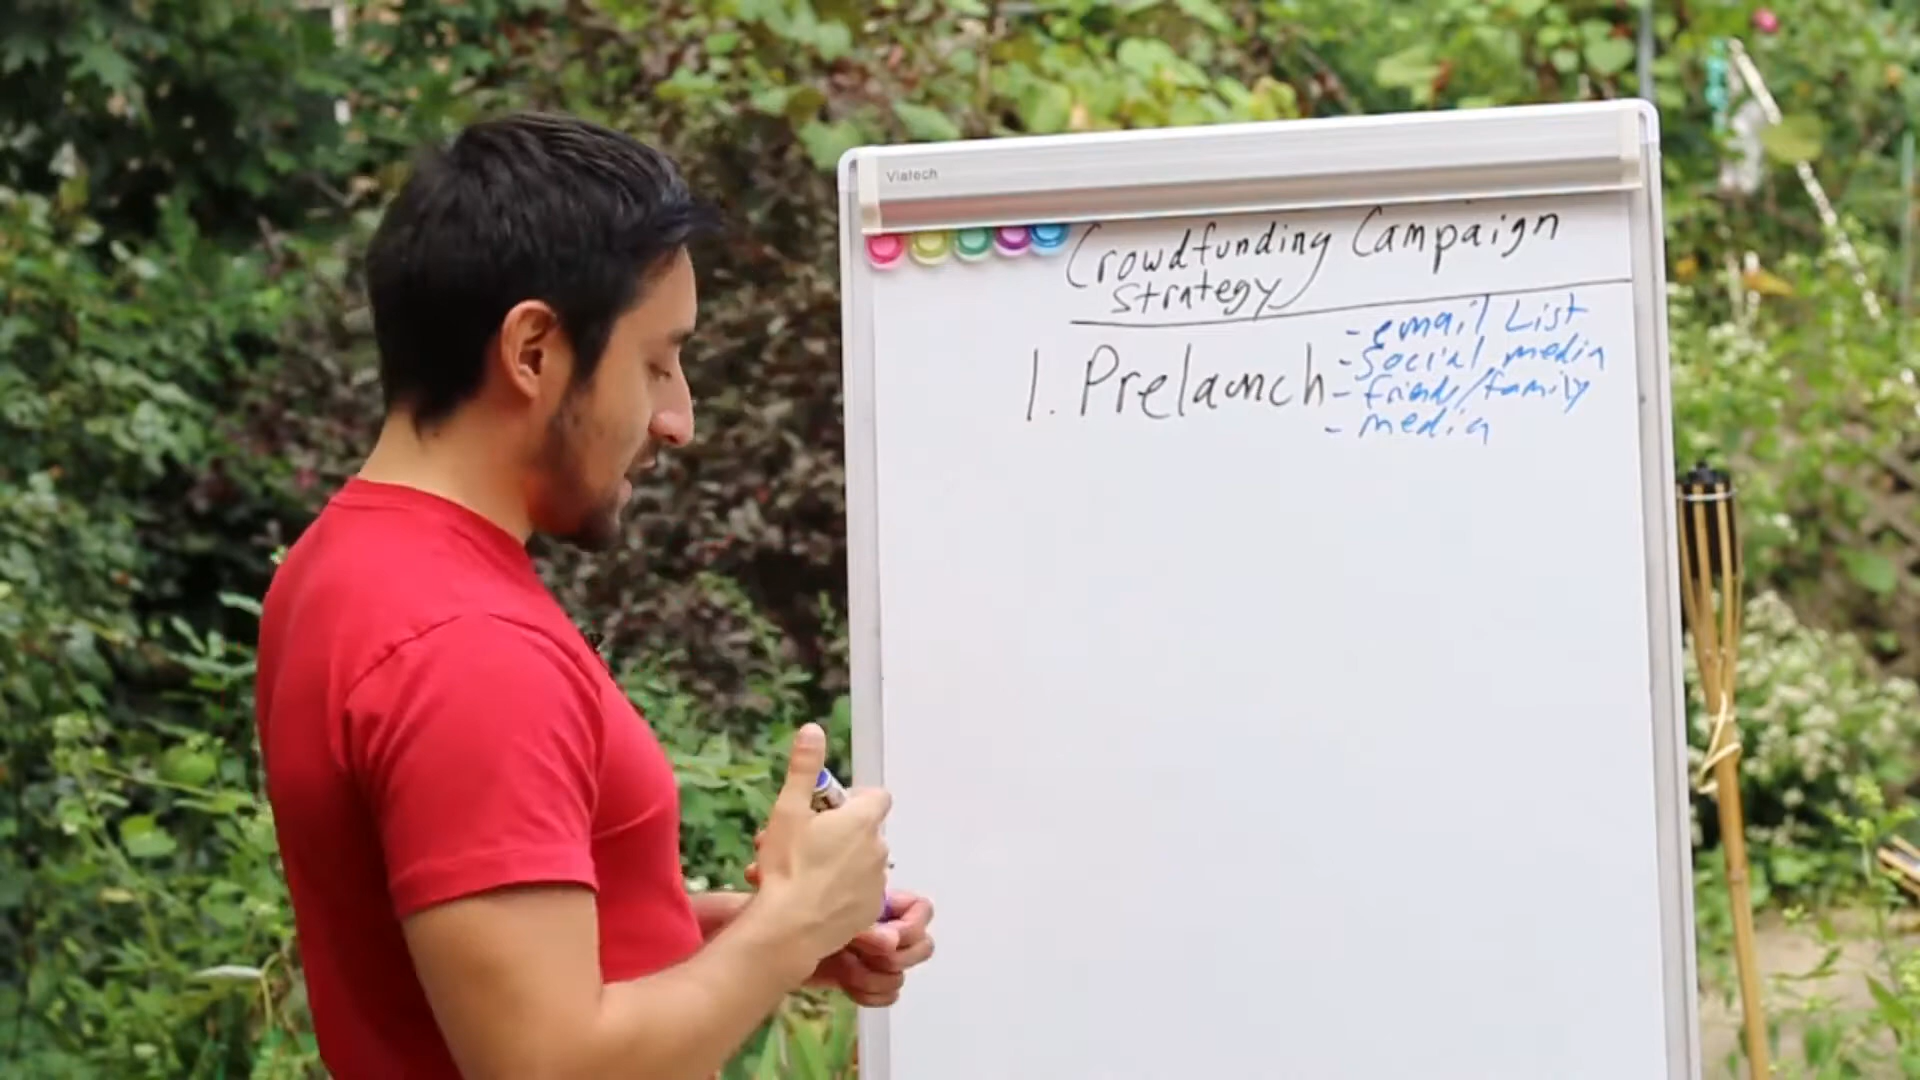 Viatech
Crowdfunding Campaign
strategy
1. Prelaunch
- email List
- social media
- friends/family
- media